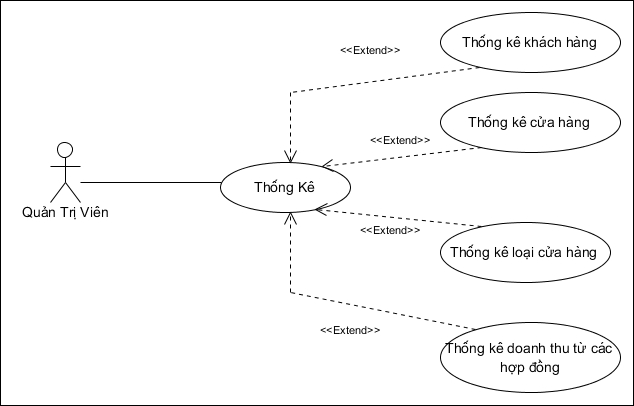 Thống kê khách hàng
<<Extend>>
Thống kê cửa hàng
<<Extend>>
Thống Kê
Quản Trị Viên
<<Extend>>
Thống kê loại cửa hàng
<<Extend>>
Thống kê doanh thu từ các
hợp đồng